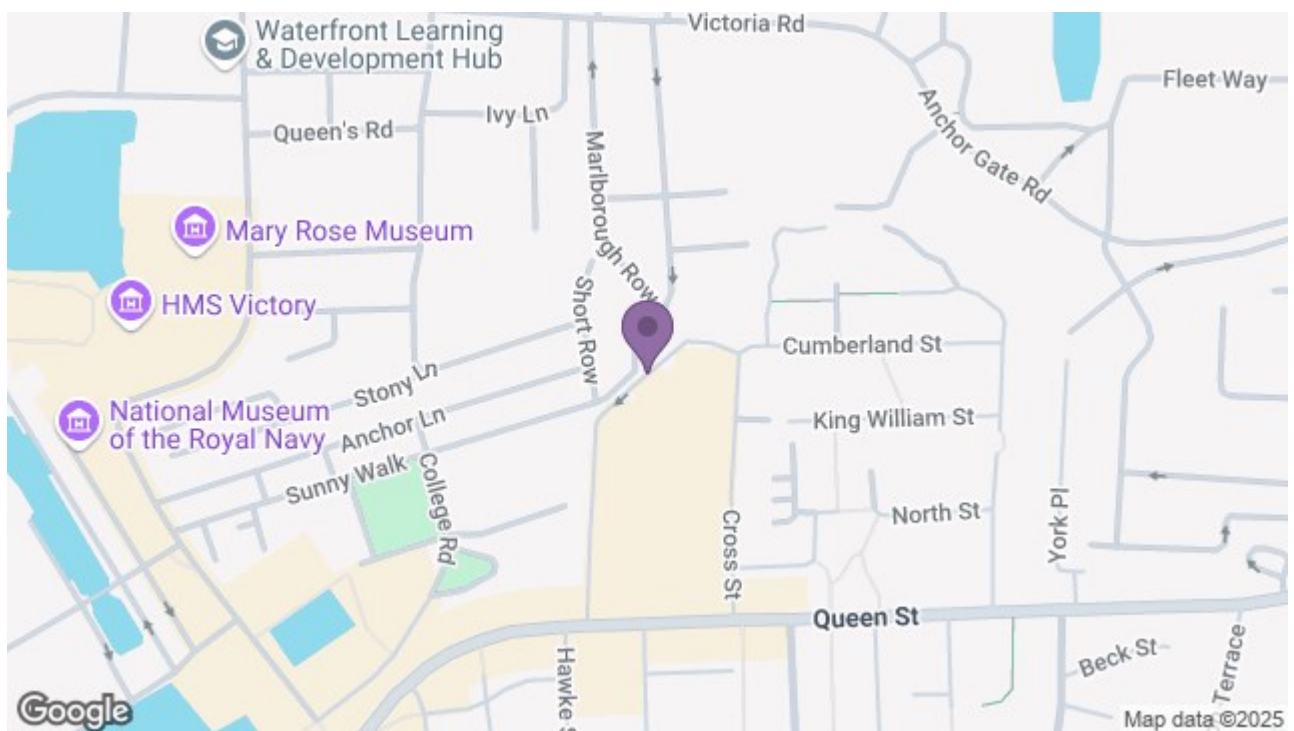 Waterfront Learning
& Development Hub
Victoria Rd
Fleet Way
Ivy Ln
Queen's Rd
Marlborough Row
Anchor Gate Rd
Mary Rose Museum
HMS Victory
Short Row
Cumberland St
Stony Ln
National Museum
of the Royal Navy
Anchor Ln
King William St
Sunny Walk
College Rd
North St
York Pl
Cross St
Queen St
Hawke
Beck St
Terrace
Google
Map data ©2025